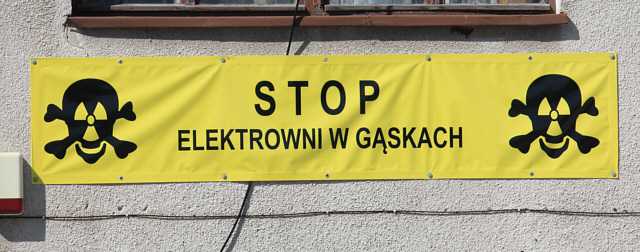 STOP
ELEKTROWNI W GĄSKACH